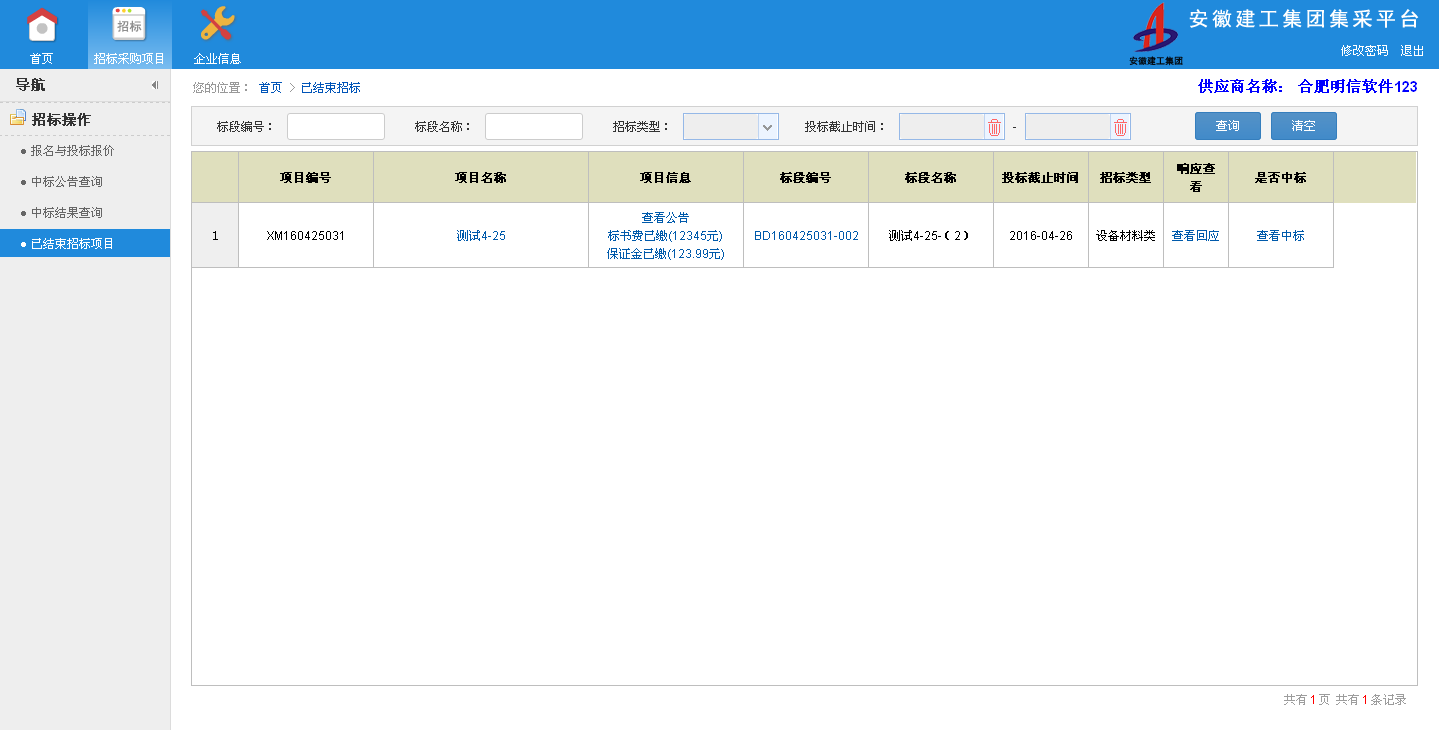 首页
招标
招标采购项目
企业信息
安徽建工集团
安徽建工集团集采平台
修改密码 退出
导航
您的位置： 首页 > 已结束招标
供应商名称： 合肥明信软件123
招标操作
● 报名与投标报价
● 中标公告查询
● 中标结果查询
● 已结束招标项目
标段编号： 标段名称： 招标类型： 投标截止时间： - 查询 清空
项目编号 项目名称 项目信息 标段编号 标段名称 投标截止时间 招标类型 响应查看 是否中标
1 XM160425031 测试4-25 查看公告
标书费已缴(12345元)
保证金已缴(123.99元)
BD160425031-002 测试4-25-（2） 2016-04-26 设备材料类 查看回应 查看中标
共有1页 共有1条记录